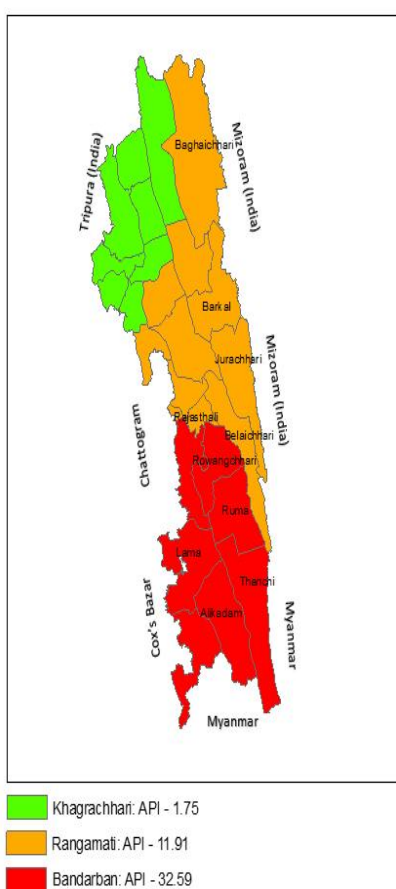 Baghaichhari
Mizoram (India)
Tripura (India)
Barkal
Jurachhari
Mizoram (India)
Rajasthali
Chattogram
Belaichhari
Rowangchhari
Ruma
Lama
Thanchi
Cox's Bazar
Alikadam
Myanmar
Myanmar
Khagrachhari: API - 1.75
Rangamati: API - 11.91
Bandarban: API - 32.59